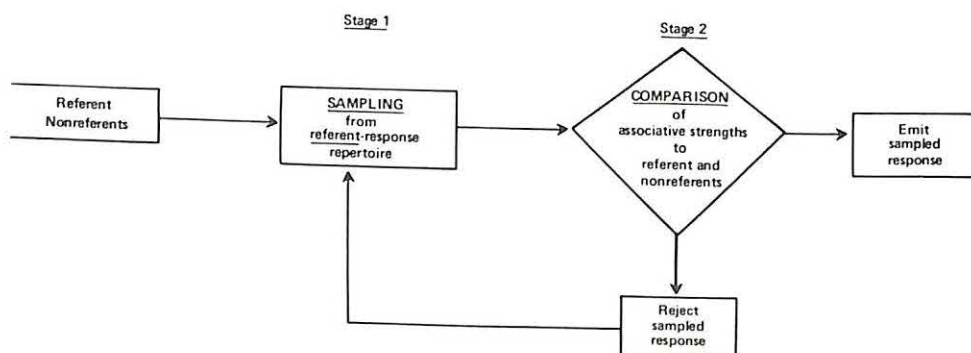 Stage 1
Stage 2
Referent
Nonreferents
SAMPLING
from
referent-response
repertoire
COMPARISON
of
associative strengths
to
referent and
nonreferents
Emit
sampled
response
Reject
sampled
response